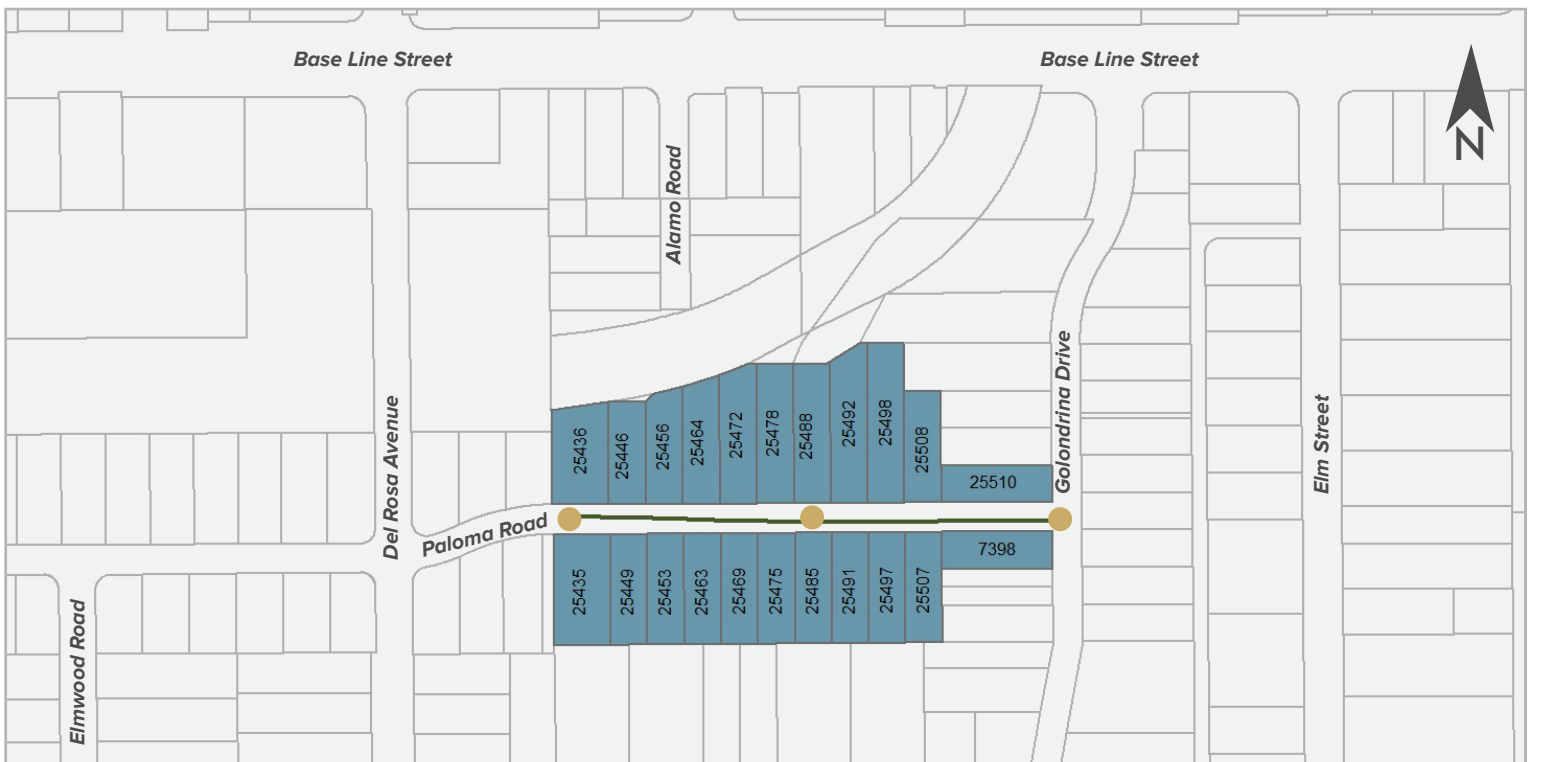 Base Line Street
Base Line Street
N
Alamo Road
Golondrina Drive
Del Rosa Avenue
Elm Street
25436
25446
25456
25464
25472
25478
25488
25492
25498
25508
25510
Paloma Road
7398
25435
25449
25453
25463
25469
25475
25485
25491
25497
25507
Elmwood Road